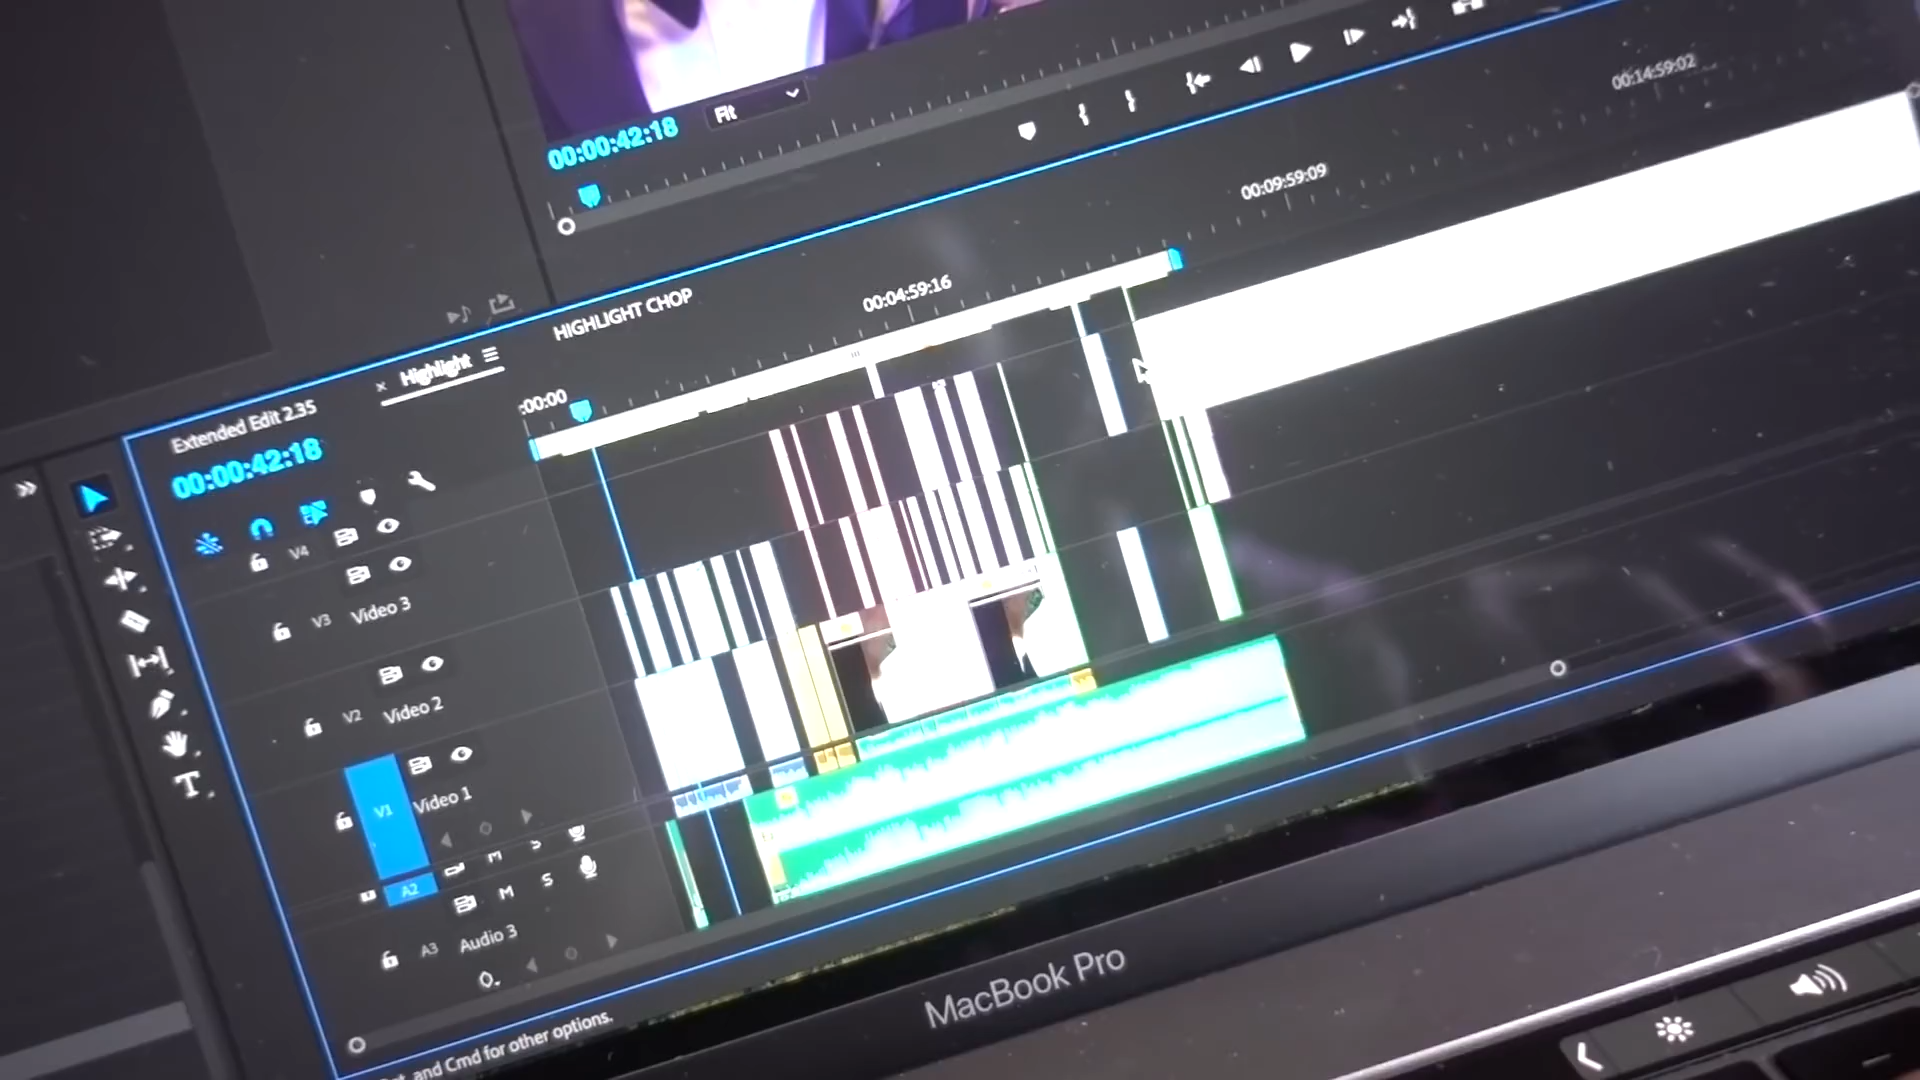 Fit
00:00:42:18
00:14:59:02
00:09:59:09
00:04:59:16
:00:00
HIGHLIGHT CHOP
Highlight
Extended Edit 2.35
00:00:42:18
V4
V3 Video 3
V2 Video 2
V1 Video 1
A2 M S
M S
A3 Audio 3
T
and Cmd for other options.
MacBook Pro